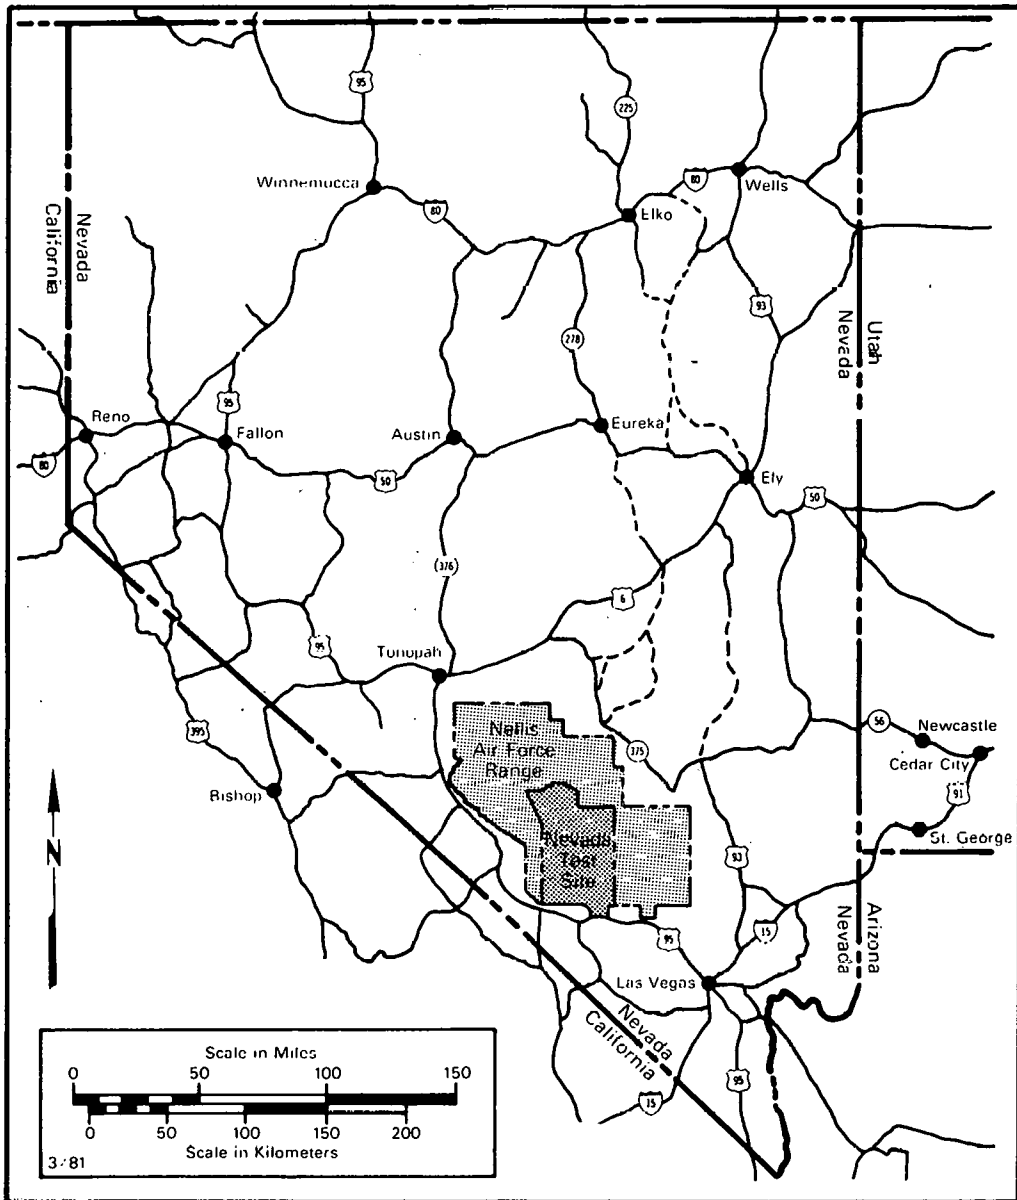 95
225
Winnemucca
80
Wells
80
Elko
Nevada
California
93
278
Utah
Nevada
Reno
95
Fallon
Austin
Eureka
80
50
Ely
50
376
6
95
Tonopah
395
Nellis
Air Force
Range
375
56
Newcastle
Cedar City
91
Bishop
N
Nevada
Test
Site
93
St. George
Arizona
Nevada
15
95
Las Vegas
Nevada
California
95
15
Scale in Miles
0 50 100 150
0 50 100 150 200
Scale in Kilometers
3/81